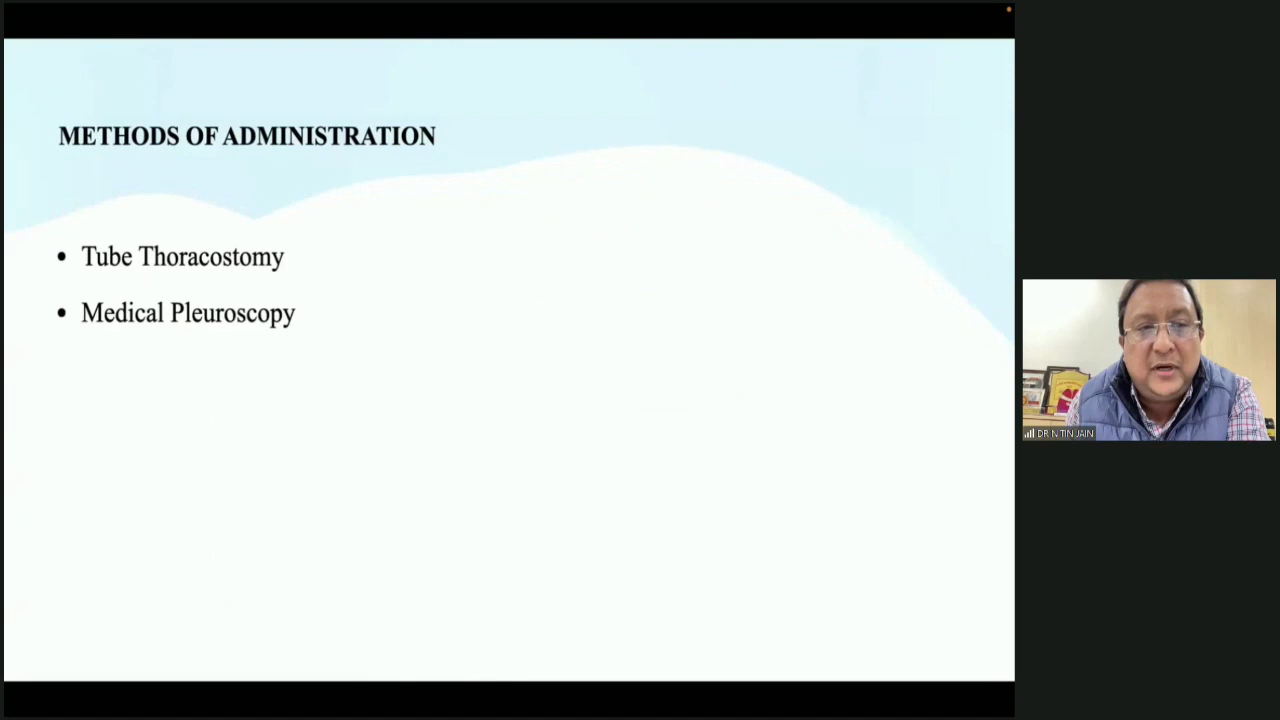 METHODS OF ADMINISTRATION
• Tube Thoracostomy
• Medical Pleuroscopy
DR NITIN JAIN